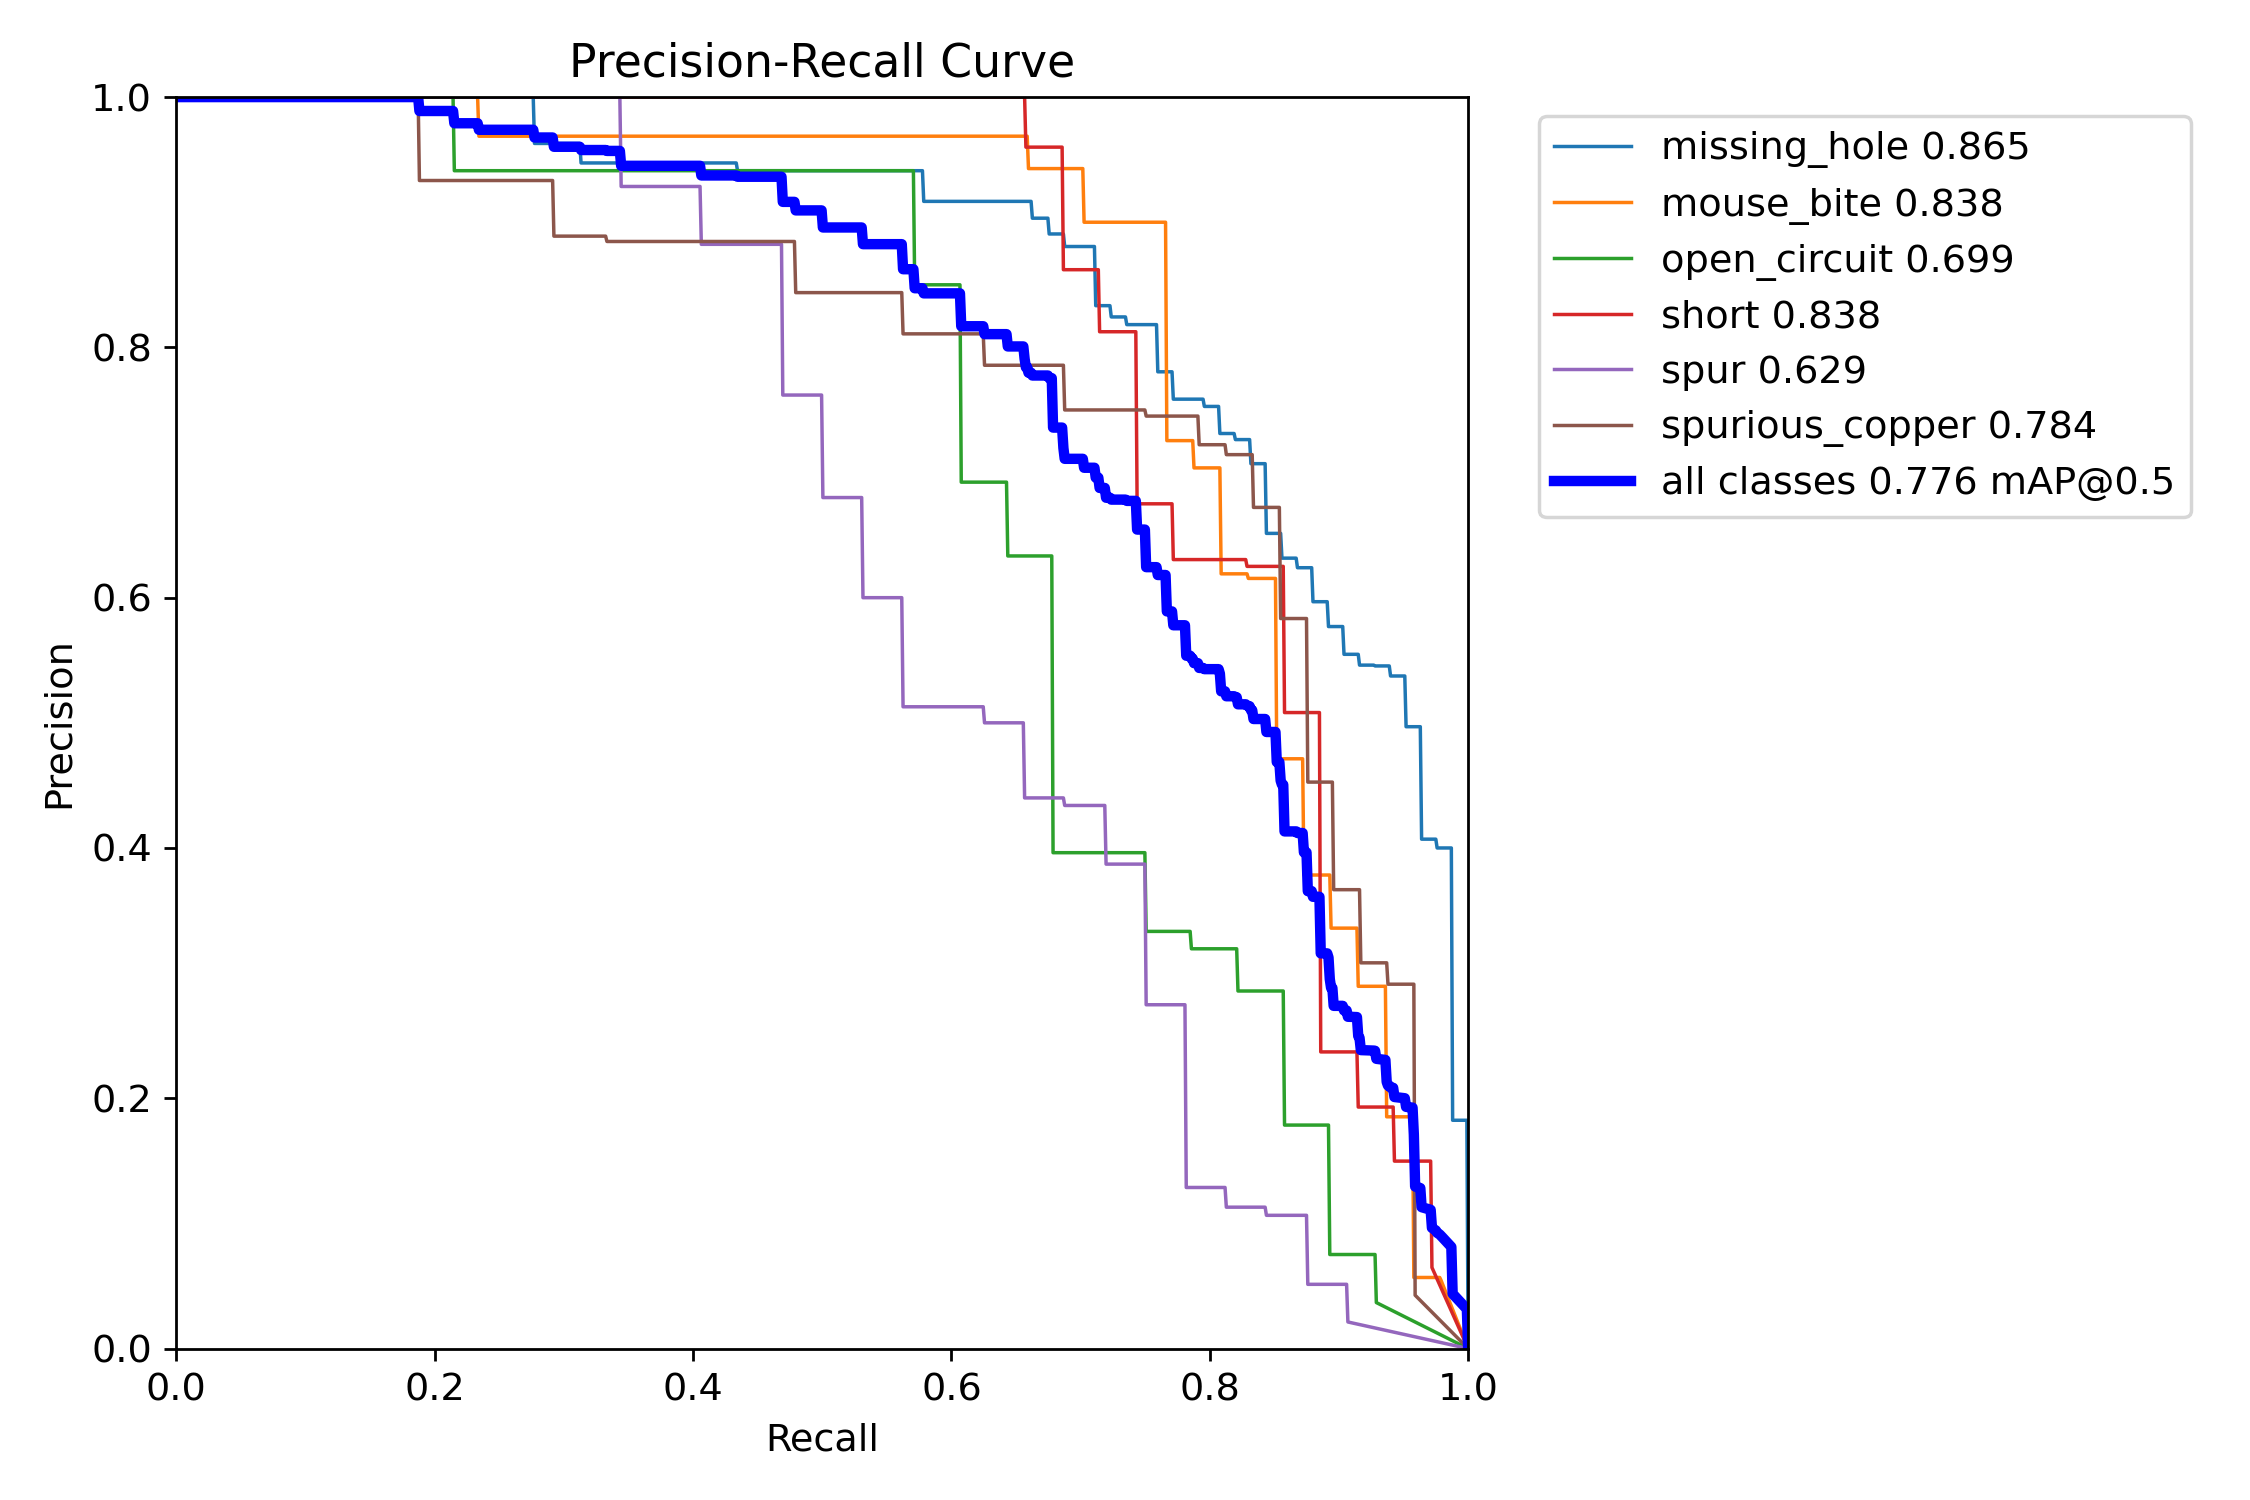 Precision-Recall Curve
1.0
0.8
0.6
0.4
0.2
0.0
Precision
0.0 0.2 0.4 0.6 0.8 1.0
Recall
missing_hole 0.865
mouse_bite 0.838
open_circuit 0.699
short 0.838
spur 0.629
spurious_copper 0.784
all classes 0.776 mAP@0.5